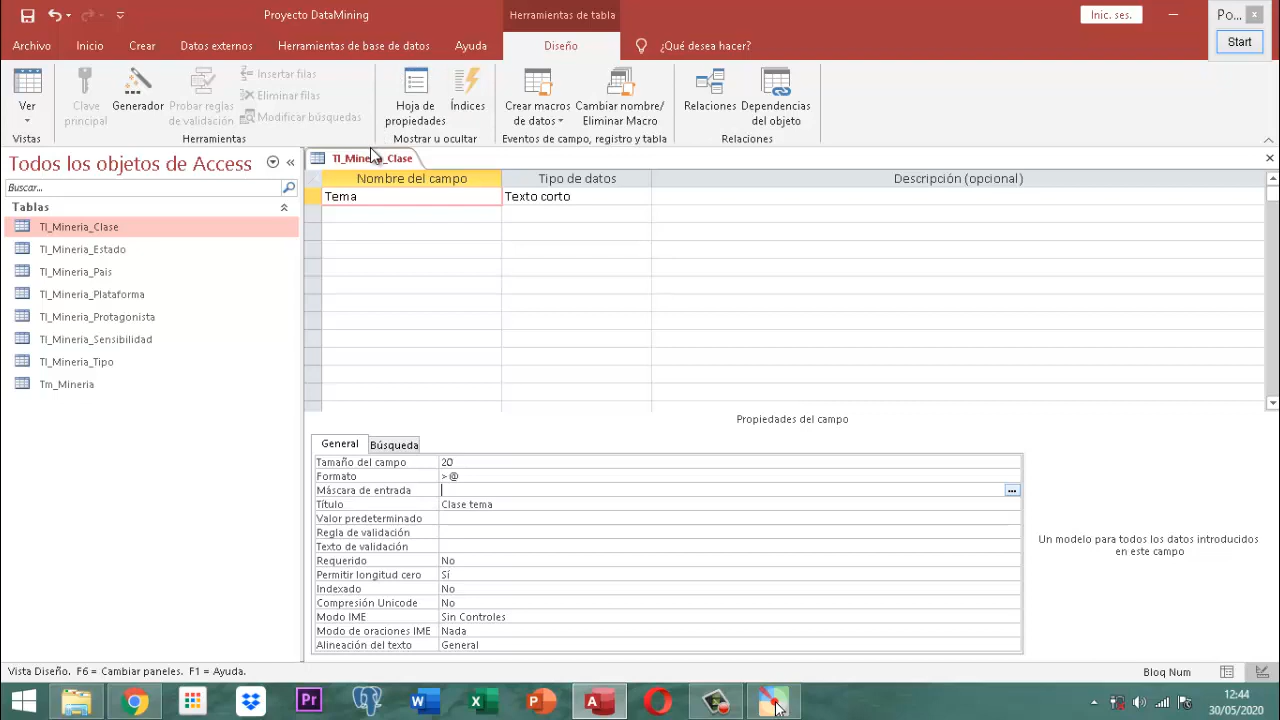 Proyecto DataMining
Herramientas de tabla
Inic. ses.
Po...
Start
Archivo Inicio Crear Datos externos Herramientas de base de datos Ayuda Diseño ¿Qué desea hacer?
Ver
Clave principal
Generador
Probar reglas de validación
Insertar filas
Eliminar filas
Modificar búsquedas
Hoja de propiedades
Índices
Crear macros de datos
Cambiar nombre/ Eliminar Macro
Relaciones
Dependencias del objeto
Vistas
Herramientas
Mostrar u ocultar
Eventos de campo, registro y tabla
Relaciones
Todos los objetos de Access
Buscar...
Tablas
Tl_Mineria_Clase
Tl_Mineria_Estado
Tl_Mineria_Pais
Tl_Mineria_Plataforma
Tl_Mineria_Protagonista
Tl_Mineria_Sensibilidad
Tl_Mineria_Tipo
Tm_Mineria
Tl_Mineria_Clase
Nombre del campo Tipo de datos Descripción (opcional)
Tema Texto corto
Propiedades del campo
General Búsqueda
Tamaño del campo 20
Formato >@
Máscara de entrada
Título Clase tema
Valor predeterminado
Regla de validación
Texto de validación
Requerido No
Permitir longitud cero Sí
Indexado No
Compresión Unicode No
Modo IME Sin Controles
Modo de oraciones IME Nada
Alineación del texto General
Un modelo para todos los datos introducidos
en este campo
Vista Diseño. F6 = Cambiar paneles. F1 = Ayuda.
Bloq Num
Pr
12:44
30/05/2020